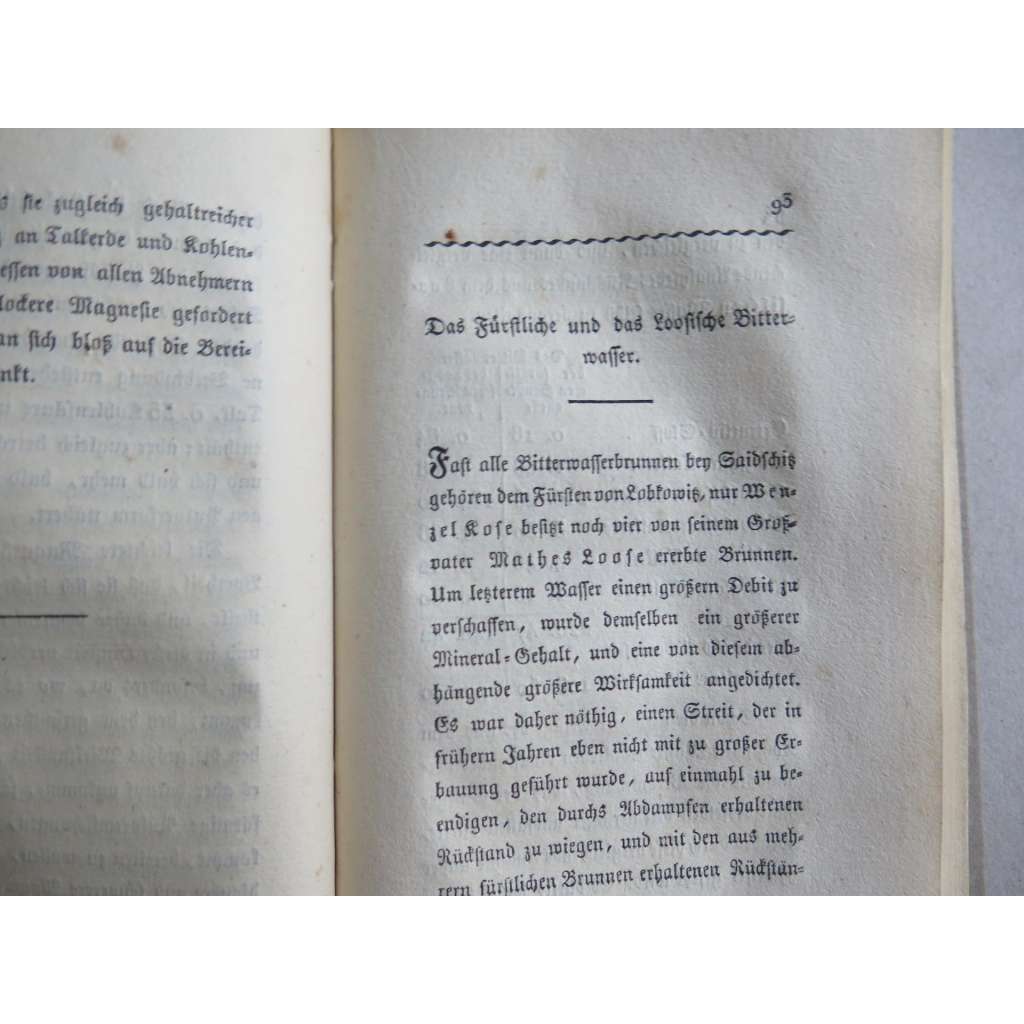 s sie zugleich gehaltreicher
an Talkerde und Kohlen-
essen von allen Abnehmern
lockere Magnesie gefordert
an sich bloß auf die Berei-
nkt.
93
Das Fürstliche und das Loosische Bitter-
wasser.
Fast alle Bitterwasserbrunnen bey Saidschitz
gehören dem Fürsten von Lobkowitz, nur Wen-
zel Kose besitzt noch vier von seinem Groß-
vater Mathes Loose ererbte Brunnen.
Um letzterem Wasser einen größern Debit zu
verschaffen, wurde demselben ein größerer
Mineral-Gehalt, und eine von diesem ab-
hängende größere Wirksamkeit angedichtet.
Es war daher nöthig, einen Streit, der in
frühern Jahren eben nicht mit zu großer Er-
bauung geführt wurde, auf einmahl zu be-
endigen, den durchs Abdampfen erhaltenen
Rückstand zu wiegen, und mit den aus meh-
rern fürstlichen Brunnen erhaltenen Rückstän-